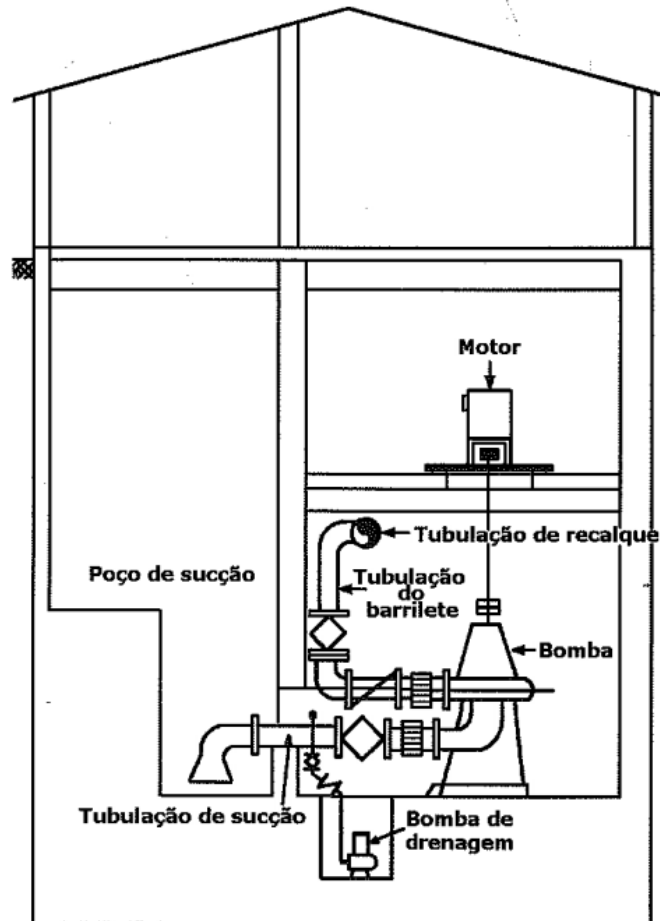 Motor
Tubulação de recalque
Poço de sucção
Tubulação
do
barrilete
Bomba
Tubulação de sucção
Bomba de
drenagem